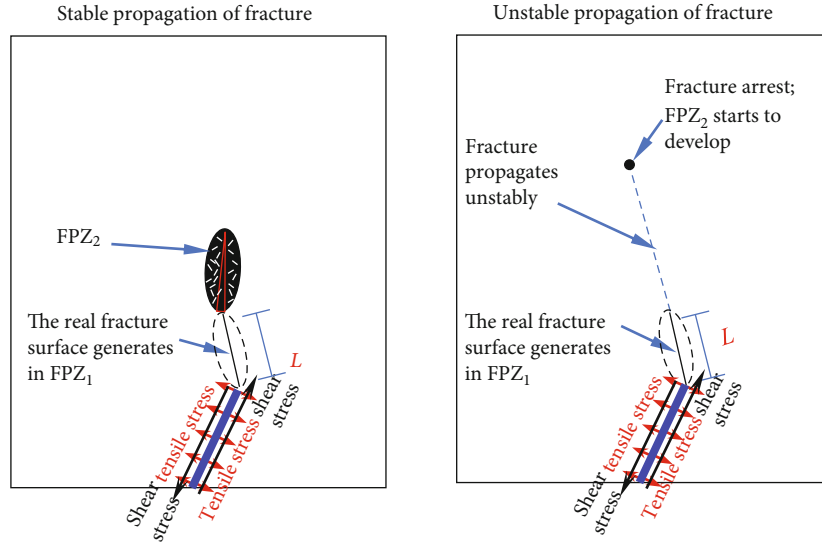 Stable propagation of fracture
FPZ₂
The real fracture
surface generates
in FPZ₁
L
Shear
stress
tensile stress
Tensile stress
shear
stress
Unstable propagation of fracture
Fracture arrest;
FPZ₂ starts to
develop
Fracture
propagates
unstably
The real fracture
surface generates
in FPZ₁
L
Shear
stress
tensile stress
Tensile stress
shear
stress